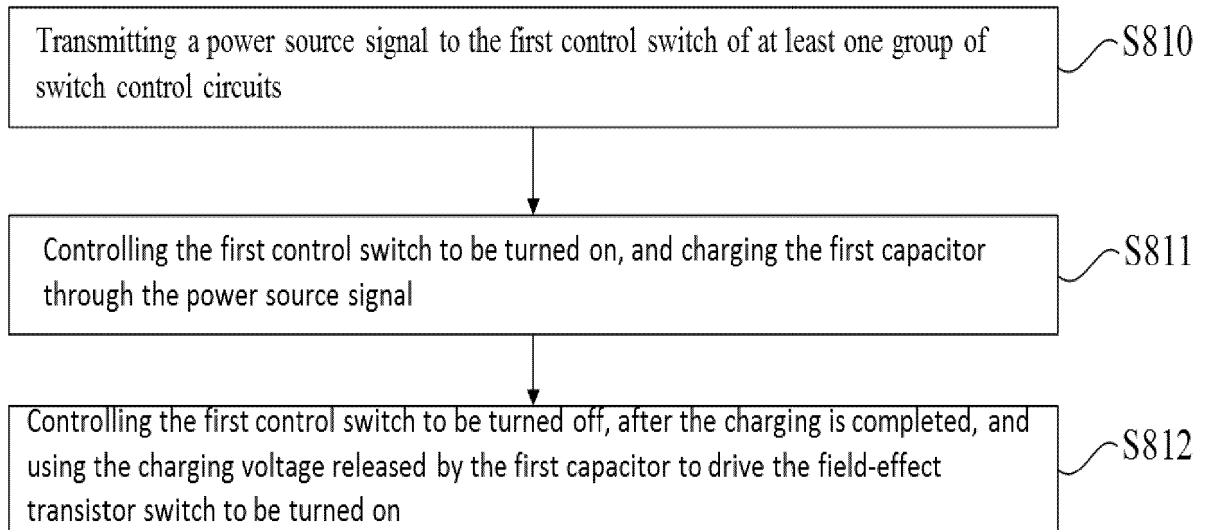 Transmitting a power source signal to the first control switch of at least one group of
switch control circuits
S810
Controlling the first control switch to be turned on, and charging the first capacitor
through the power source signal
S811
Controlling the first control switch to be turned off, after the charging is completed, and
using the charging voltage released by the first capacitor to drive the field-effect
transistor switch to be turned on
S812